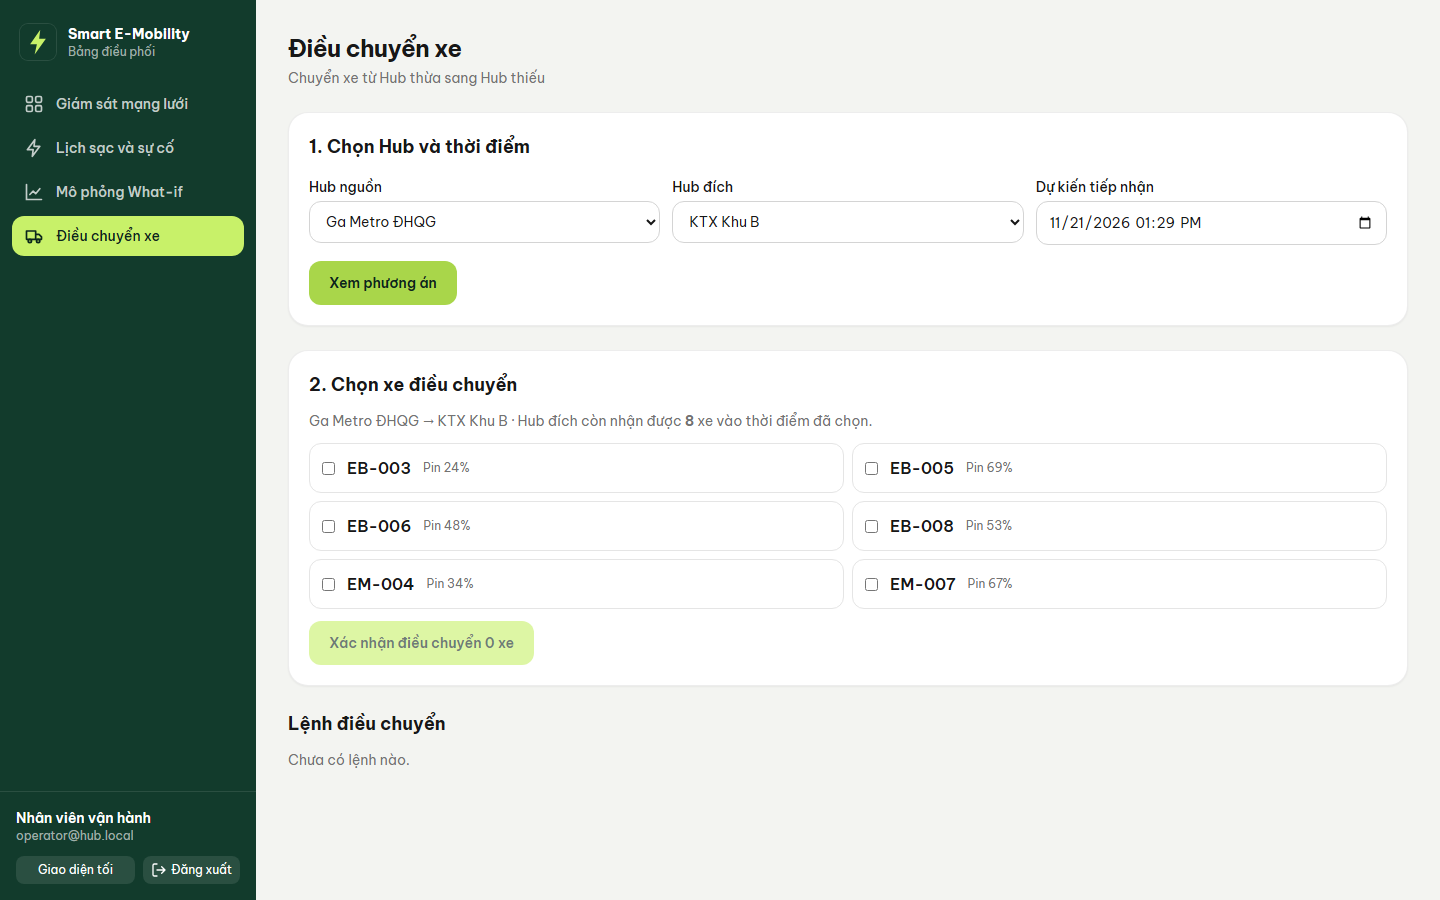 Smart E-Mobility
Bảng điều phối
Giám sát mạng lưới
Lịch sạc và sự cố
Mô phỏng What-if
Điều chuyển xe
Nhân viên vận hành
operator@hub.local
Giao diện tối
Đăng xuất
Điều chuyển xe
Chuyển xe từ Hub thừa sang Hub thiếu
1. Chọn Hub và thời điểm
Hub nguồn
Hub đích
Dự kiến tiếp nhận
Ga Metro ĐHQG
KTX Khu B
11/21/2026 01:29 PM
Xem phương án
2. Chọn xe điều chuyển
Ga Metro ĐHQG → KTX Khu B · Hub đích còn nhận được 8 xe vào thời điểm đã chọn.
EB-003 Pin 24%
EB-005 Pin 69%
EB-006 Pin 48%
EB-008 Pin 53%
EM-004 Pin 34%
EM-007 Pin 67%
Xác nhận điều chuyển 0 xe
Lệnh điều chuyển
Chưa có lệnh nào.